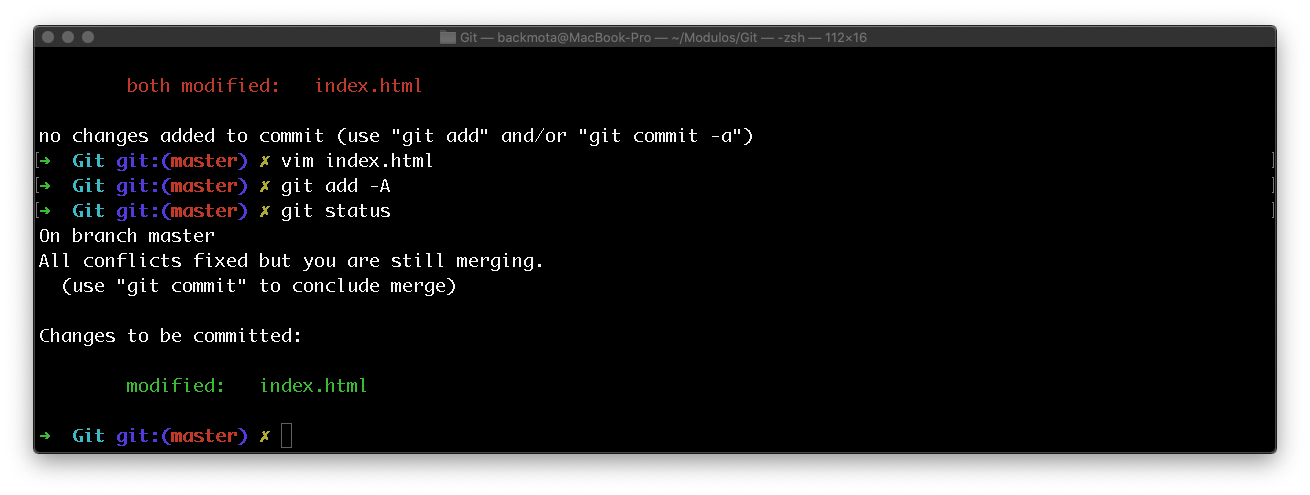 Git — backmota@MacBook-Pro — ~/Modulos/Git — -zsh — 112×16
both modified:   index.html
no changes added to commit (use "git add" and/or "git commit -a")
[➜  Git git:(master) ✗ vim index.html ]
[➜  Git git:(master) ✗ git add -A ]
[➜  Git git:(master) ✗ git status ]
On branch master
All conflicts fixed but you are still merging.
  (use "git commit" to conclude merge)
Changes to be committed:
modified:   index.html
➜  Git git:(master) ✗